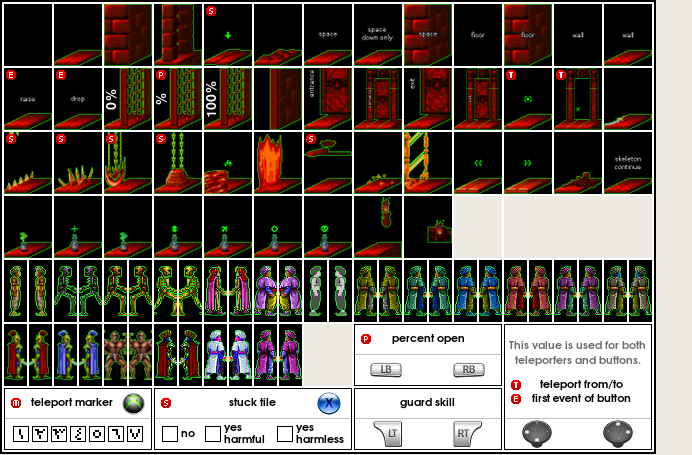 S
space
space
down only
space
floor
floor
wall
wall
E
raise
E
drop
0%
P
%
100%
entrance
exit
T
T
S
S
S
S
S
skeleton
continue
P percent open
LB
RB
This value is used for both
teleporters and buttons.
T teleport from/to
E first event of button
M teleport marker
S stuck tile
X
no
yes
harmful
yes
harmless
guard skill
LT
RT